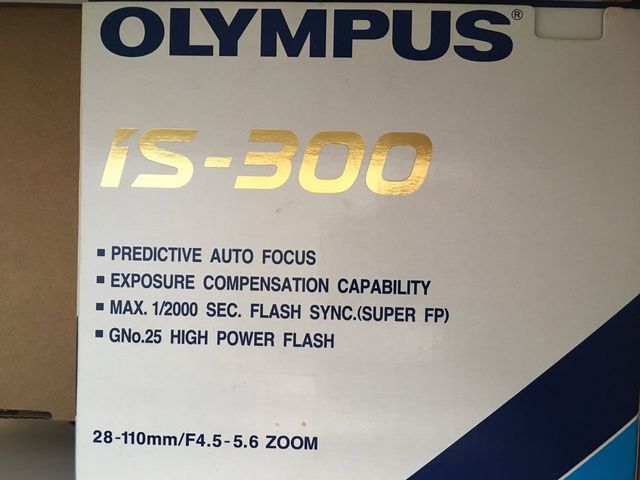 OLYMPUS®
IS-300
▪ PREDICTIVE AUTO FOCUS
▪ EXPOSURE COMPENSATION CAPABILITY
▪ MAX. 1/2000 SEC. FLASH SYNC.(SUPER FP)
▪ GNo.25 HIGH POWER FLASH
28-110mm/F4.5-5.6 ZOOM